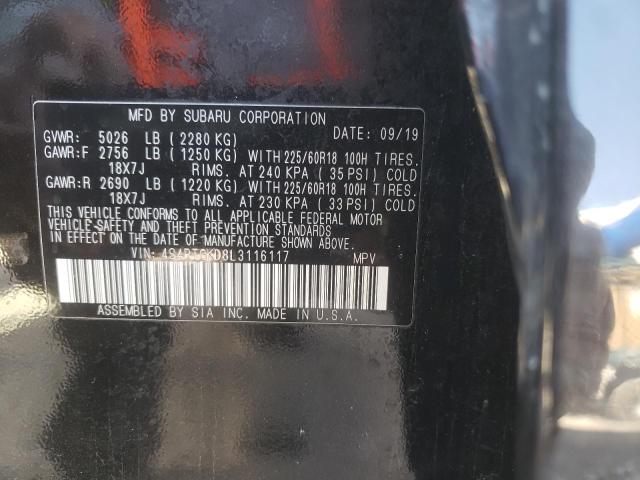 MFD BY SUBARU CORPORATION
GVWR: 5026 LB (2280 KG) DATE: 09/19
GAWR:F 2756 LB (1250 KG) WITH 225/60R18 100H TIRES.
18X7J RIMS. AT 240 KPA (35 PSI) COLD
GAWR:R 2690 LB (1220 KG) WITH 225/60R18 100H TIRES.
18X7J RIMS. AT 230 KPA (33 PSI) COLD
THIS VEHICLE CONFORMS TO ALL APPLICABLE FEDERAL MOTOR
VEHICLE SAFETY AND THEFT PREVENTION STANDARDS
IN EFFECT ON THE DATE OF MANUFACTURE SHOWN ABOVE.
VIN: MPV
ASSEMBLED BY SIA INC. MADE IN U.S.A.